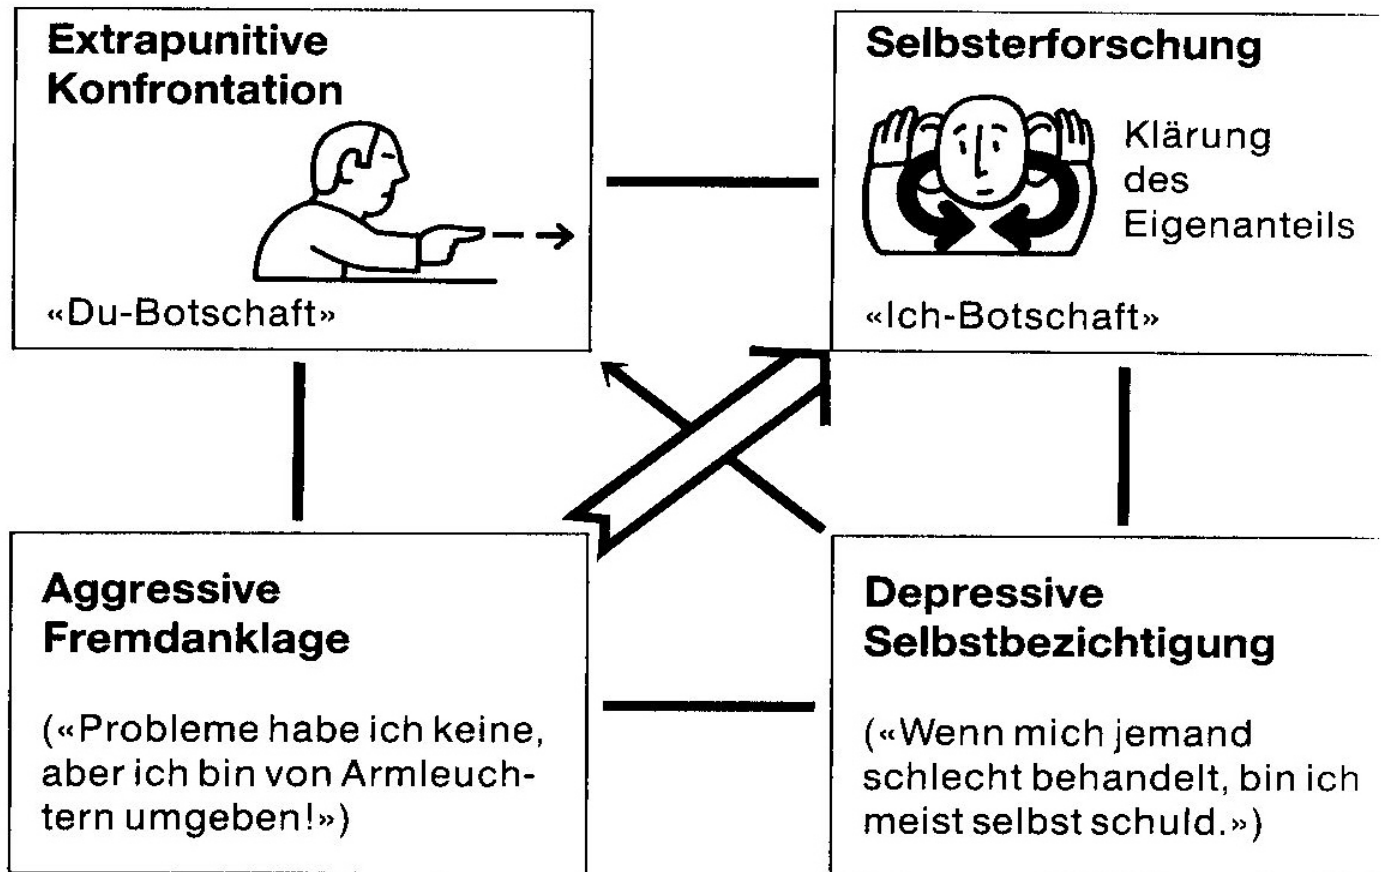 Extrapunitive
Konfrontation
«Du-Botschaft»
Selbsterforschung
Klärung
des
Eigenanteils
«Ich-Botschaft»
Aggressive
Fremdanklage
(«Probleme habe ich keine,
aber ich bin von Armleuch-
tern umgeben!»)
Depressive
Selbstbezichtigung
(«Wenn mich jemand
schlecht behandelt, bin ich
meist selbst schuld.»)